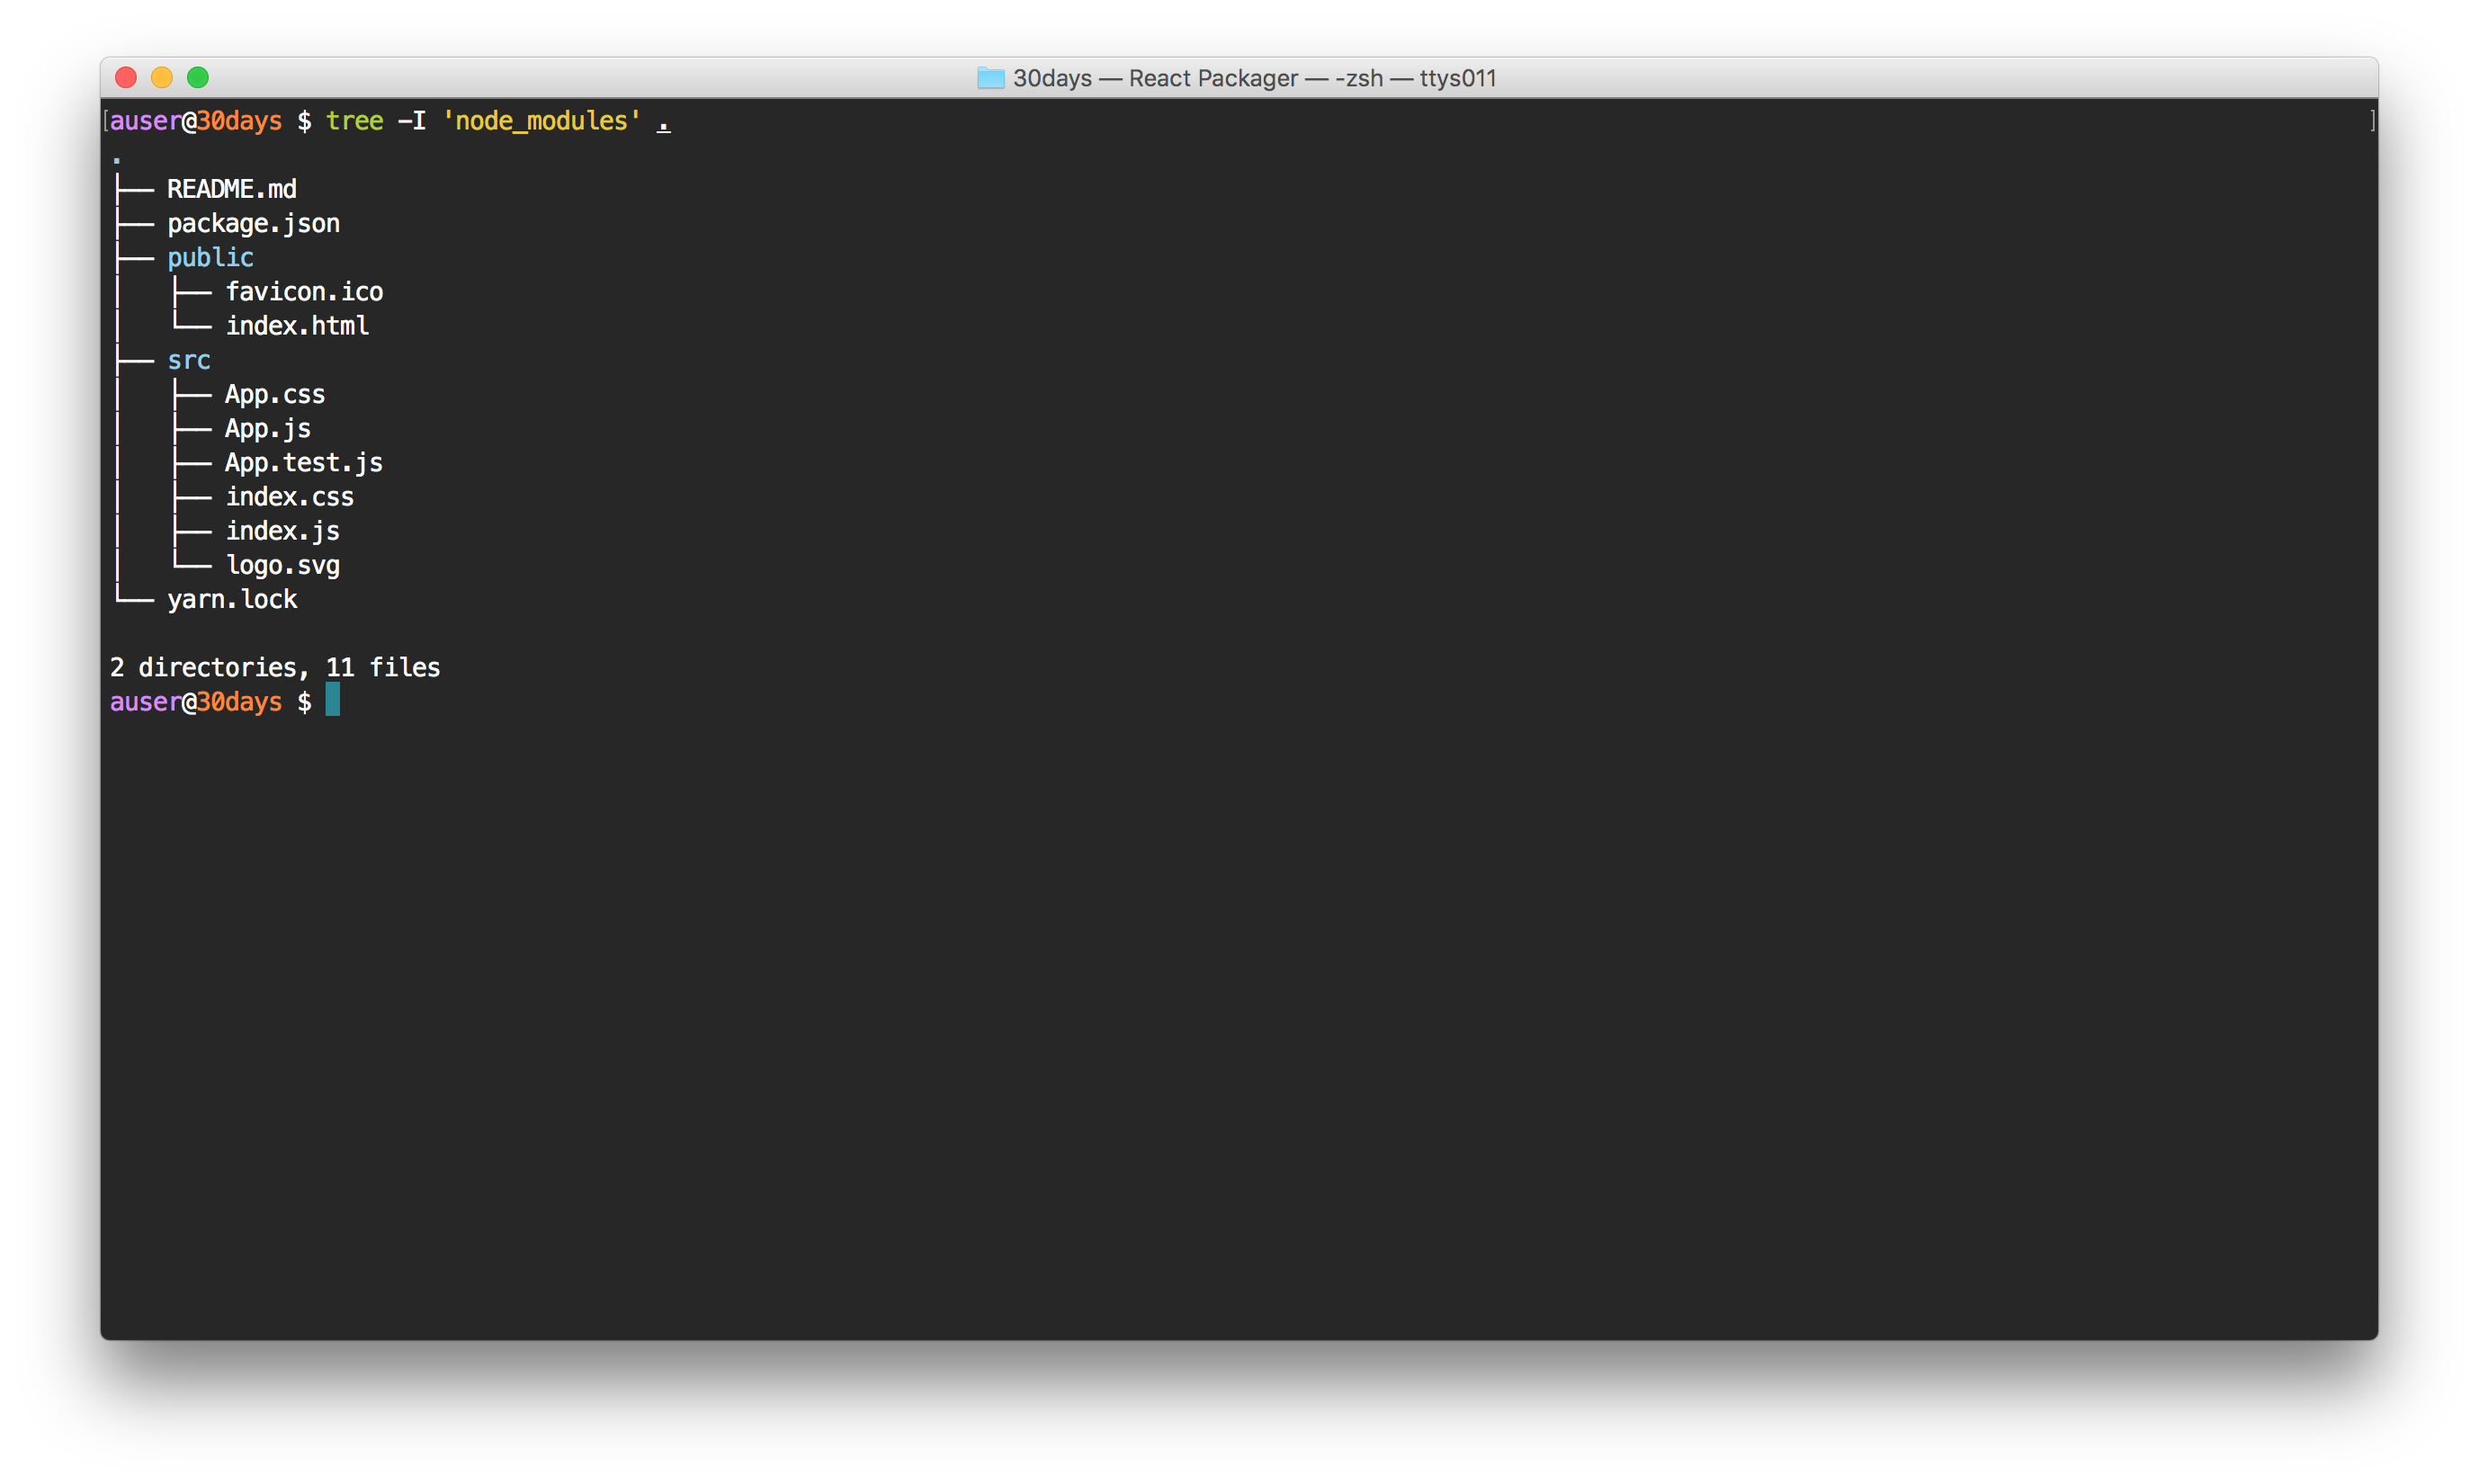 30days — React Packager — -zsh — ttys011
[auser@30days $ tree -I 'node_modules' . ]
.
├── README.md
├── package.json
├── public
│   ├── favicon.ico
│   └── index.html
├── src
│   ├── App.css
│   ├── App.js
│   ├── App.test.js
│   ├── index.css
│   ├── index.js
│   └── logo.svg
└── yarn.lock
2 directories, 11 files
auser@30days $